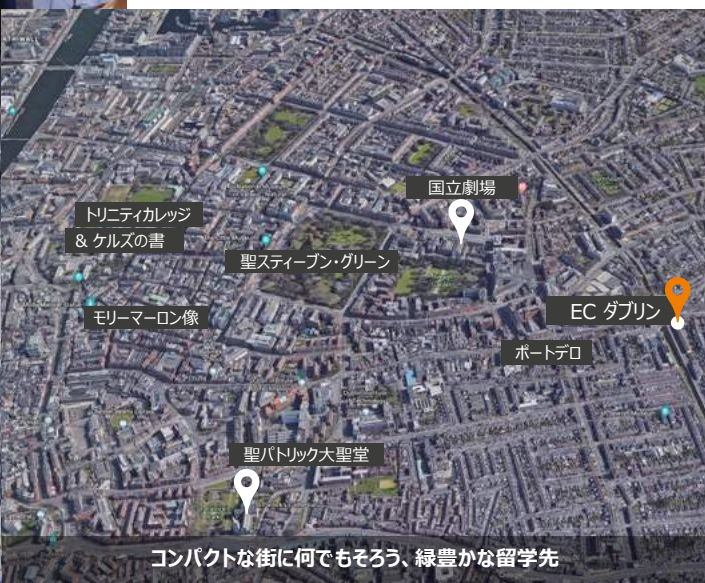 国立劇場
トリニティカレッジ
& ケルズの書
聖スティーブン・グリーン
モリーマーロン像
EC ダブリン
ポートデロ
聖パトリック大聖堂
コンパクトな街に何でもそろう、緑豊かな留学先